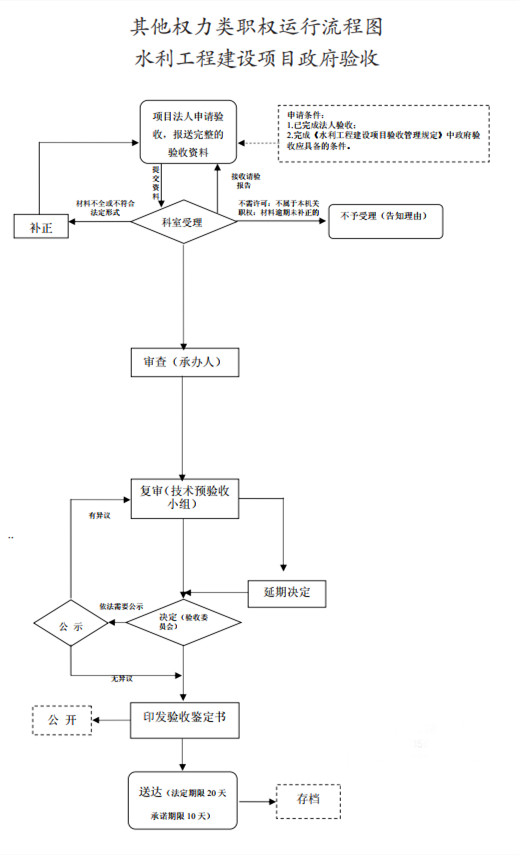 其他权力类职权运行流程图
水利工程建设项目政府验收
项目法人申请验
收，报送完整的
验收资料
申请条件：
1.已完成法人验收；
2.完成《水利工程建设项目验收管理规定》中政府验
收应具备的条件。
提
交
资
料
接收请验
报告
材料不全或不符合
法定形式
科室受理
不需许可；不属于本机关
职权；材料逾期未补正的
不予受理（告知理由）
补正
审查（承办人）
复审（技术预验收
小组）
有异议
延期决定
依法需要公示
公 示
决定（验收委
员会）
无异议
印发验收鉴定书
公 开
送达（法定期限 20 天
承诺期限 10 天）
存档